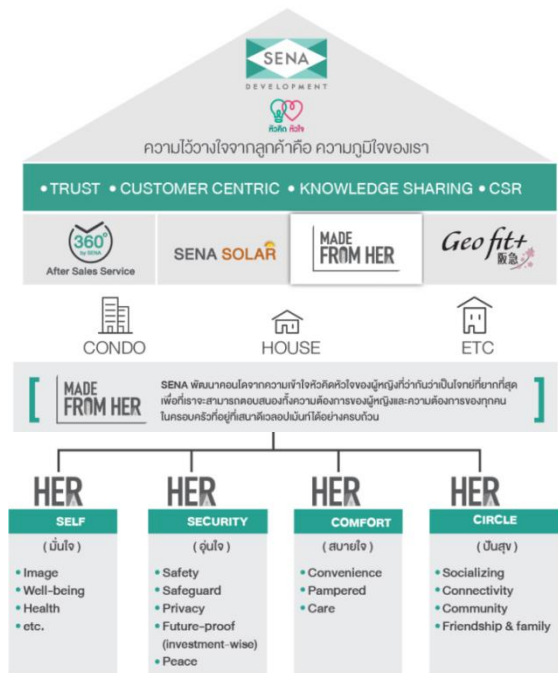 SENA
DEVELOPMENT
หัวคิด หัวใจ
ความไว้วางใจจากลูกค้าคือ ความภูมิใจของเรา
• TRUST • CUSTOMER CENTRIC • KNOWLEDGE SHARING • CSR
360°
by SENA
After Sales Service
SENA SOLAR
MADE
FROM HER
Geo fit+
阪急
CONDO
HOUSE
ETC
MADE
FROM HER
SENA พัฒนาคอนโดจากความเข้าใจหัวคิดหัวใจของผู้หญิงที่ว่ากันว่าเป็นโจทย์ที่ยากที่สุด
เพื่อที่เราจะสามารถตอบสนองทั้งความต้องการของผู้หญิงและความต้องการของทุกคน
ในครอบครัวที่อยู่ที่เสนาดีเวลอปเม้นท์ได้อย่างครบถ้วน
HER
SELF
(มั่นใจ)
• Image
• Well-being
• Health
• etc.
HER
SECURITY
(อุ่นใจ)
• Safety
• Safeguard
• Privacy
• Future-proof
(investment-wise)
• Peace
HER
COMFORT
(สบายใจ)
• Convenience
• Pampered
• Care
HER
CIRCLE
(ปันสุข)
• Socializing
• Connectivity
• Community
• Friendship & family